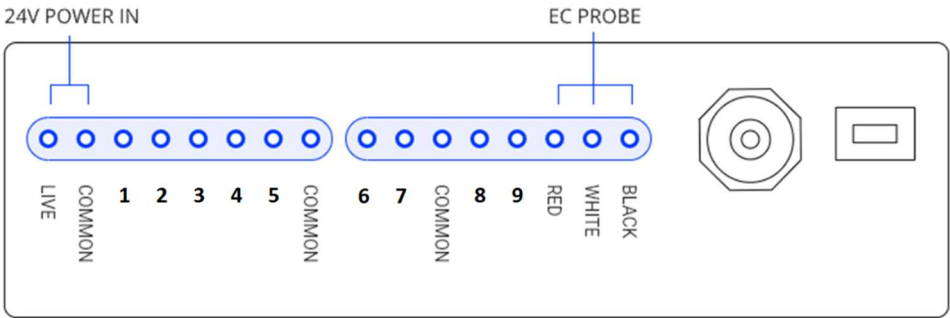 24V POWER IN
EC PROBE
LIVE
COMMON
1
2
3
4
5
COMMON
6
7
COMMON
8
9
RED
WHITE
BLACK